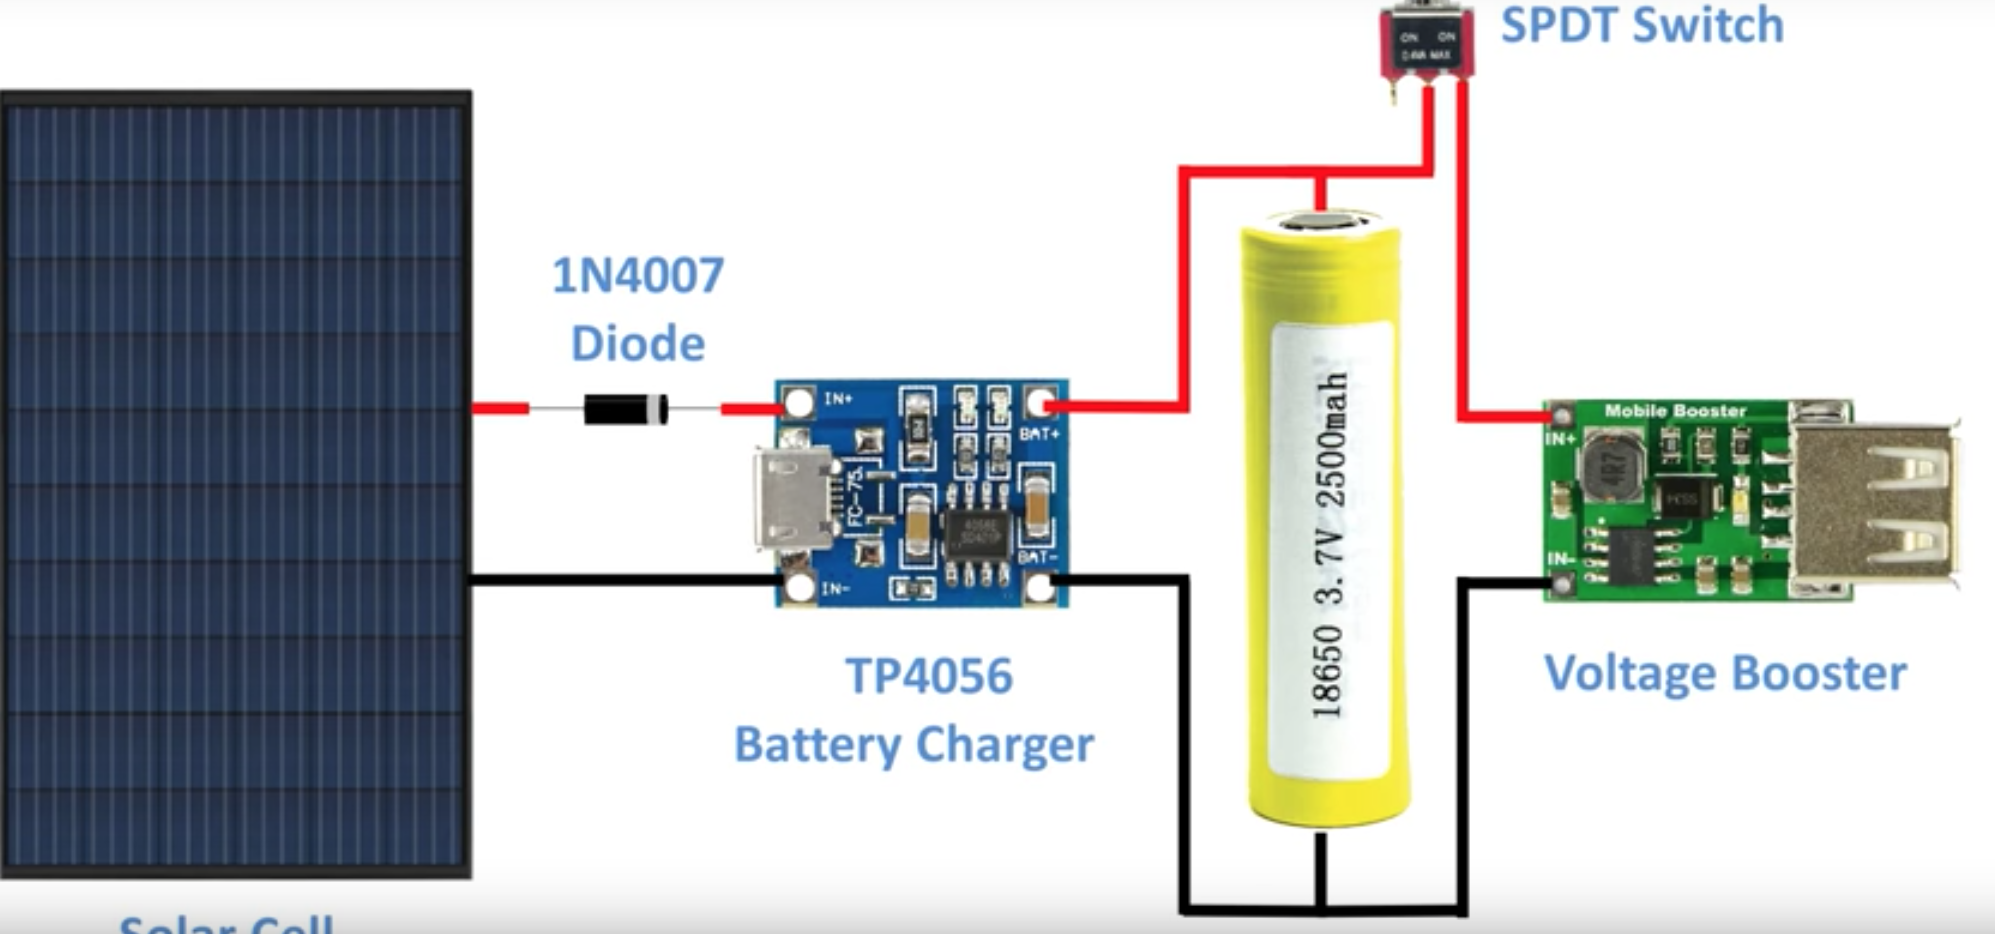 SPDT Switch
ON ON
1N4007
Diode
IN+
BAT+
FC-75
BAT-
IN-
TP4056
Battery Charger
18650 3.7V 2500mah
Mobile Booster
IN+
4R7
SS34
IN-
Voltage Booster
Solar Cell